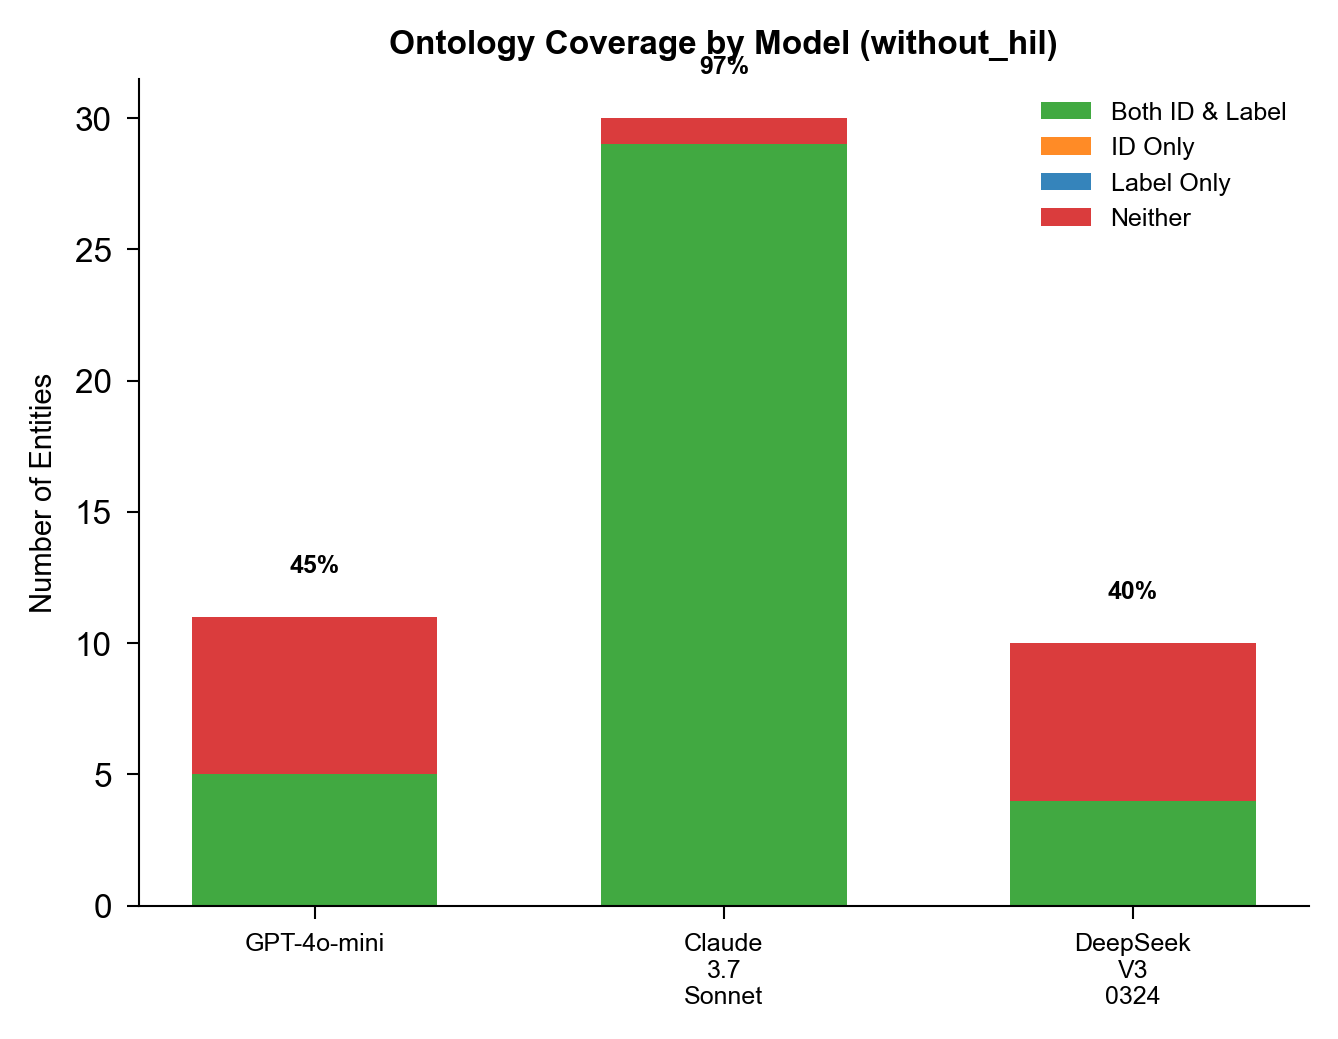 Ontology Coverage by Model (without_hil)
97%
Both ID & Label
ID Only
Label Only
Neither
30
25
20
15
10
5
0
Number of Entities
45%
40%
GPT-4o-mini
Claude
3.7
Sonnet
DeepSeek
V3
0324